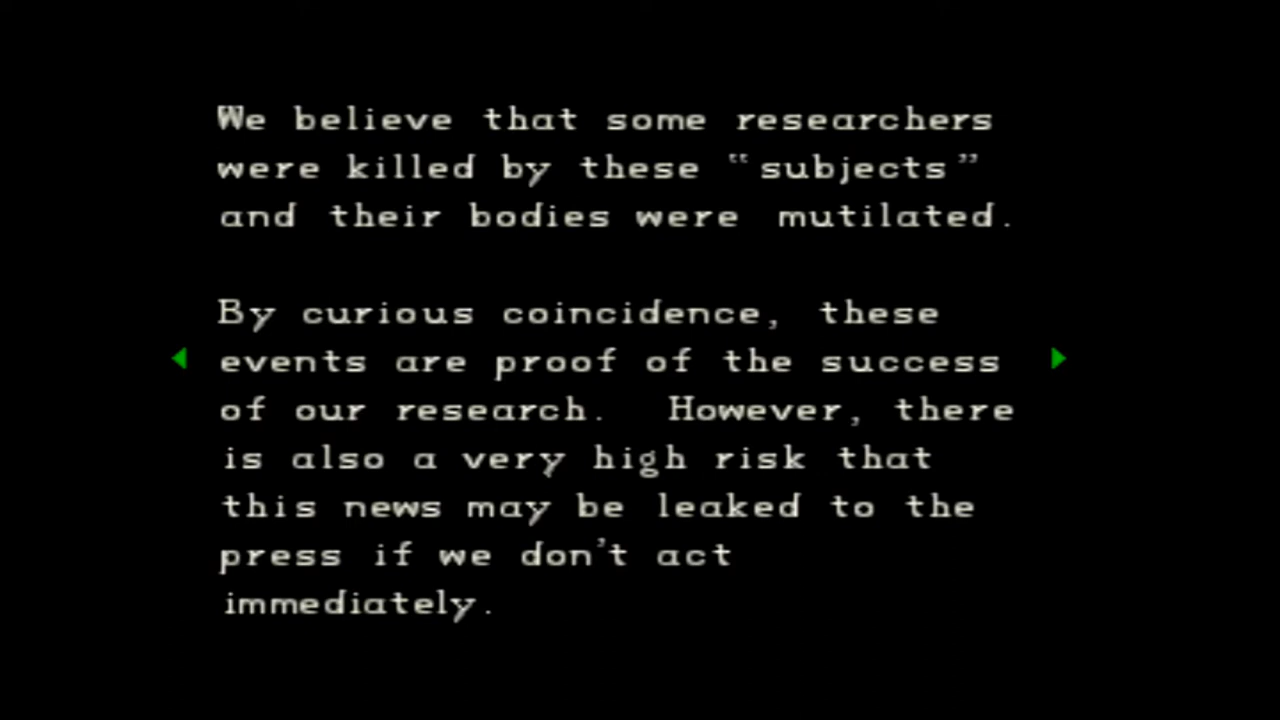 We believe that some researchers
were killed by these “subjects”
and their bodies were mutilated.
By curious coincidence, these
events are proof of the success
of our research. However, there
is also a very high risk that
this news may be leaked to the
press if we don't act
immediately.